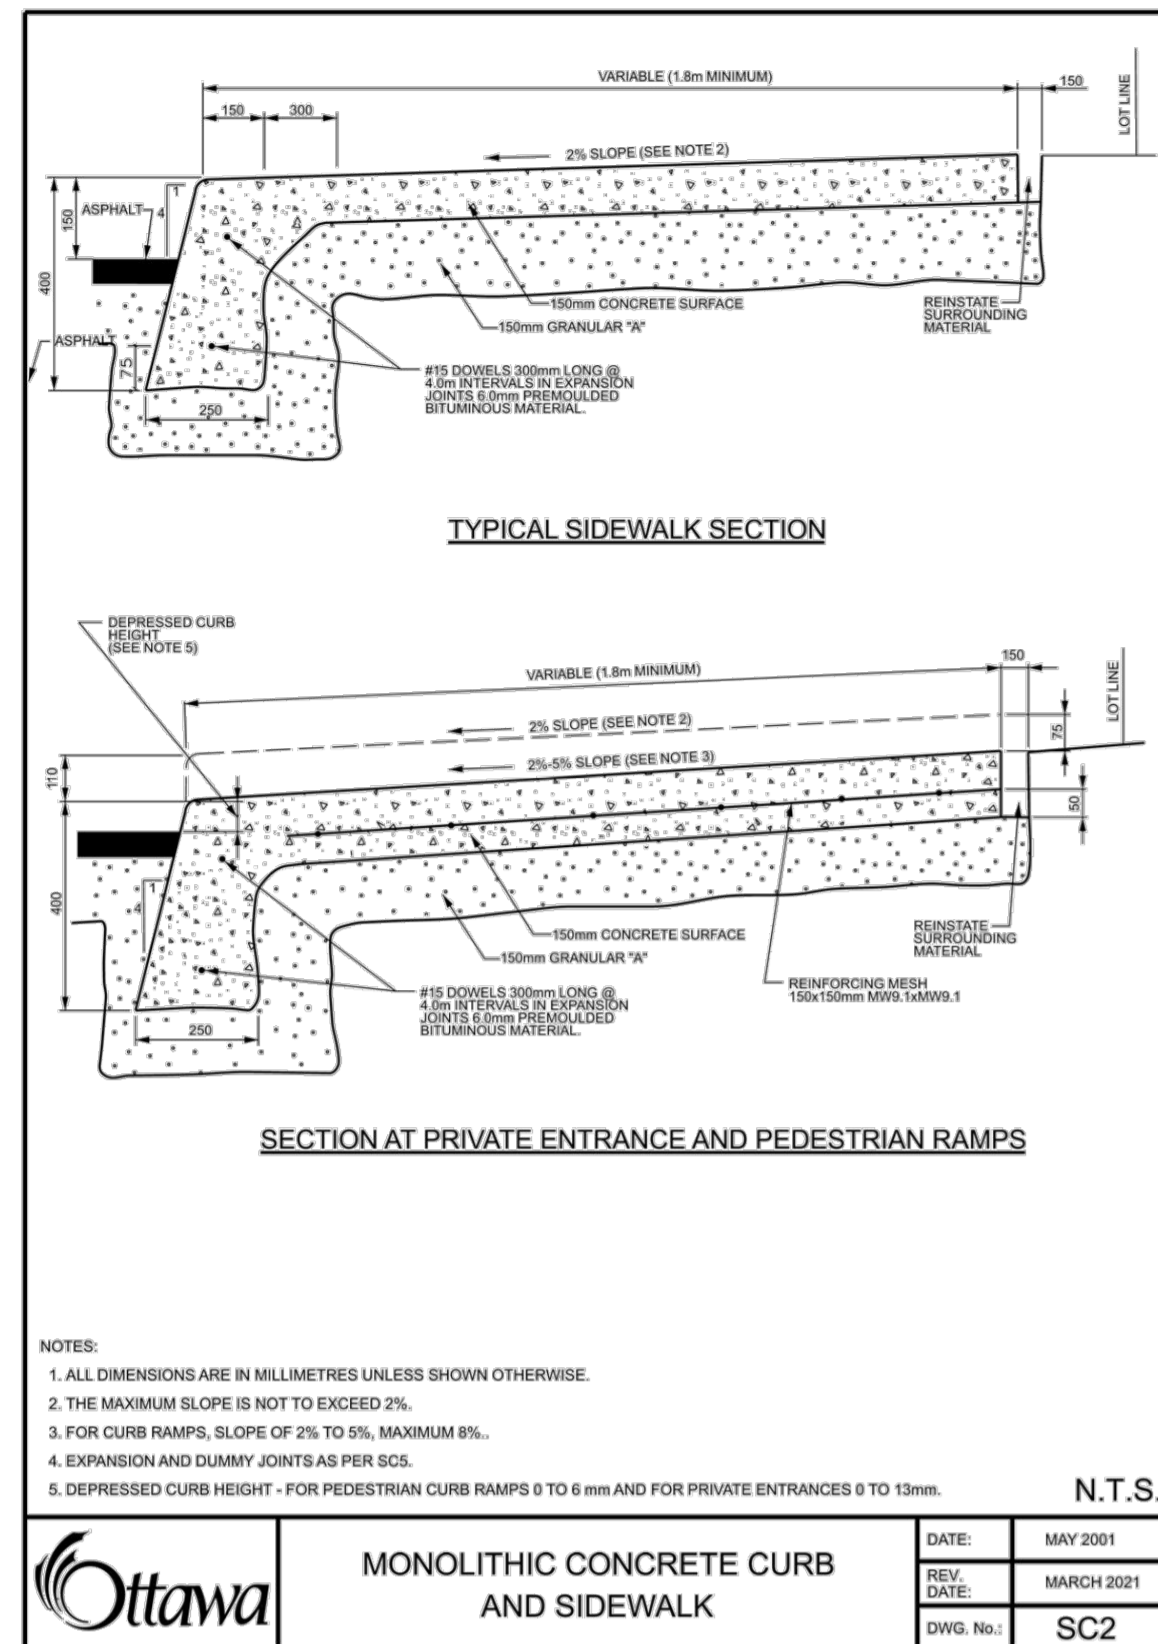 VARIABLE (1.8m MINIMUM)
150
LOT LINE
150
300
2% SLOPE (SEE NOTE 2)
1
4
150
ASPHALT
400
ASPHALT
75
250
150mm CONCRETE SURFACE
150mm GRANULAR "A"
REINSTATE
SURROUNDING
MATERIAL
#15 DOWELS 300mm LONG @
4.0m INTERVALS IN EXPANSION
JOINTS 6.0mm PREMOULDED
BITUMINOUS MATERIAL.
TYPICAL SIDEWALK SECTION
DEPRESSED CURB
HEIGHT
(SEE NOTE 5)
VARIABLE (1.8m MINIMUM)
150
LOT LINE
2% SLOPE (SEE NOTE 2)
75
2%-5% SLOPE (SEE NOTE 3)
110
50
400
1
4
250
150mm CONCRETE SURFACE
150mm GRANULAR "A"
REINSTATE
SURROUNDING
MATERIAL
REINFORCING MESH
150x150mm MW9.1xMW9.1
#15 DOWELS 300mm LONG @
4.0m INTERVALS IN EXPANSION
JOINTS 6.0mm PREMOULDED
BITUMINOUS MATERIAL.
SECTION AT PRIVATE ENTRANCE AND PEDESTRIAN RAMPS
NOTES:
1. ALL DIMENSIONS ARE IN MILLIMETRES UNLESS SHOWN OTHERWISE.
2. THE MAXIMUM SLOPE IS NOT TO EXCEED 2%.
3. FOR CURB RAMPS, SLOPE OF 2% TO 5%, MAXIMUM 8%..
4. EXPANSION AND DUMMY JOINTS AS PER SC5.
5. DEPRESSED CURB HEIGHT - FOR PEDESTRIAN CURB RAMPS 0 TO 6 mm AND FOR PRIVATE ENTRANCES 0 TO 13mm.
N.T.S.
Ottawa
MONOLITHIC CONCRETE CURB
AND SIDEWALK
DATE: MAY 2001
REV. DATE: MARCH 2021
DWG. No.: SC2